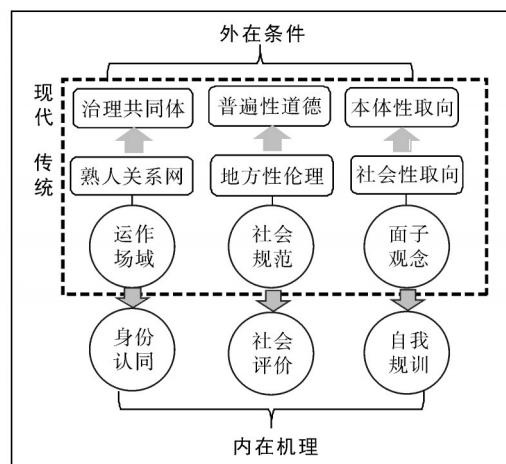 外在条件
现代
治理共同体 普遍性道德 本体性取向
传统
熟人关系网 地方性伦理 社会性取向
运作
场域
社会
规范
面子
观念
身份
认同
社会
评价
自我
规训
内在机理